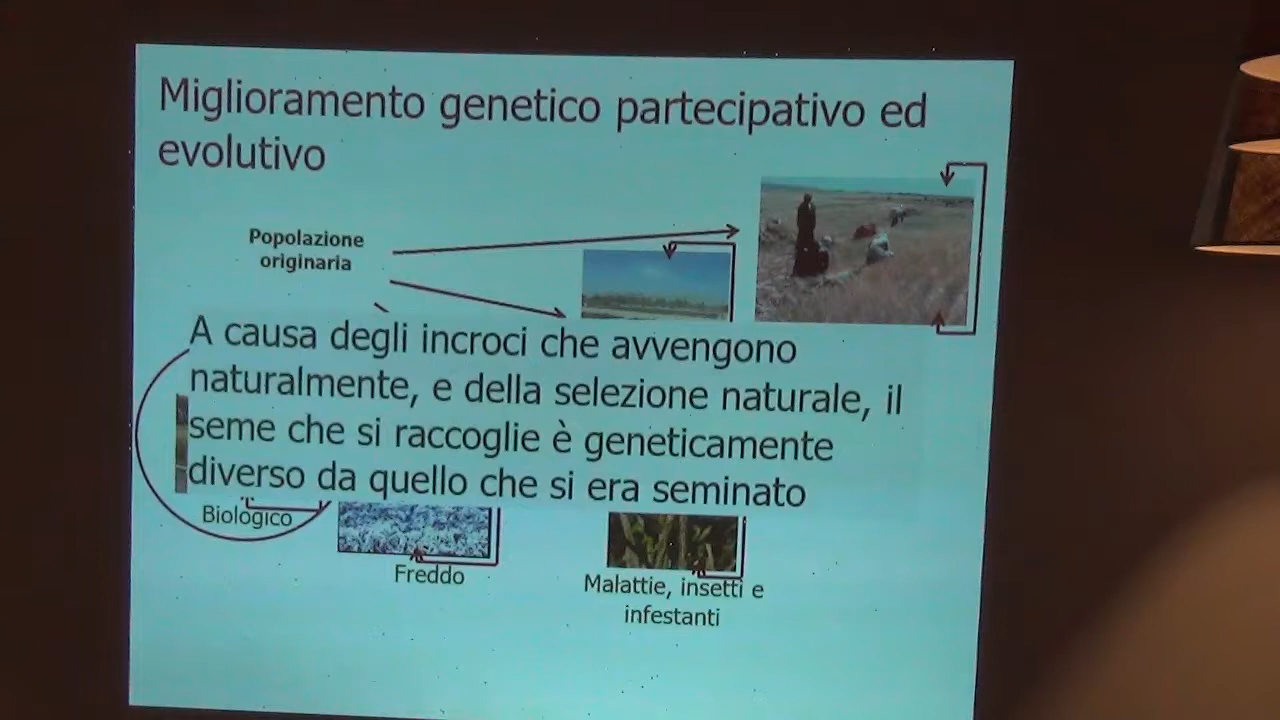 Miglioramento genetico partecipativo ed
evolutivo
Popolazione
originaria
A causa degli incroci che avvengono
naturalmente, e della selezione naturale, il
seme che si raccoglie è geneticamente
diverso da quello che si era seminato
Biologico
Freddo
Malattie, insetti e
infestanti